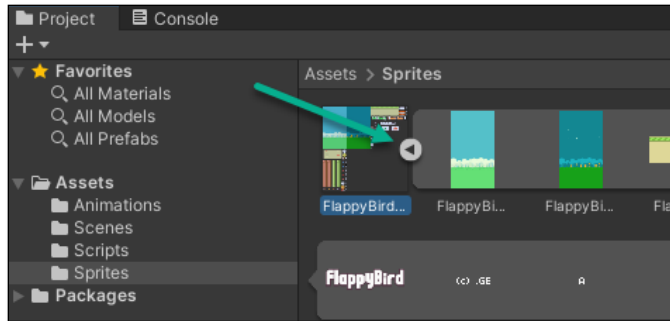 Project Console
Favorites
All Materials
All Models
All Prefabs
Assets
Animations
Scenes
Scripts
Sprites
Packages
Assets > Sprites
FlappyBird... FlappyBi... FlappyBi... Fla
FlappyBird (c) .GE A